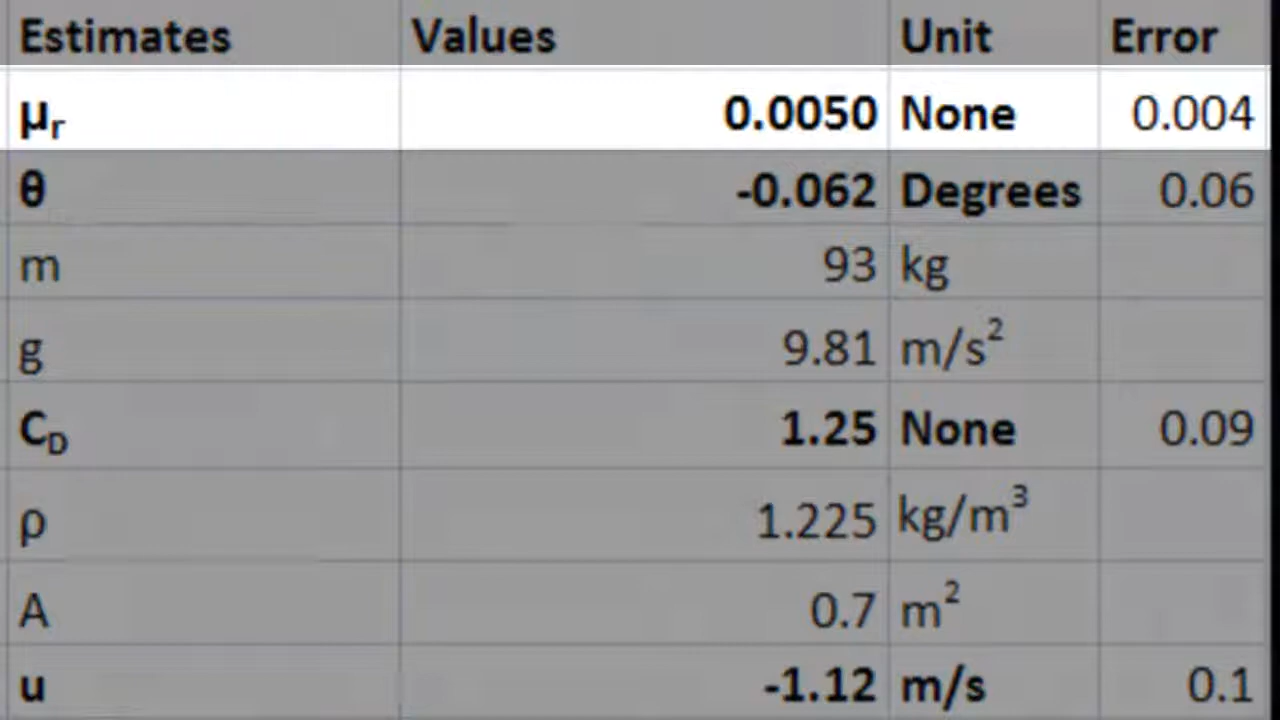 Estimates Values Unit Error
μr 0.0050 None 0.004
θ -0.062 Degrees 0.06
m 93 kg
g 9.81 m/s²
CD 1.25 None 0.09
ρ 1.225 kg/m³
A 0.7 m²
u -1.12 m/s 0.1